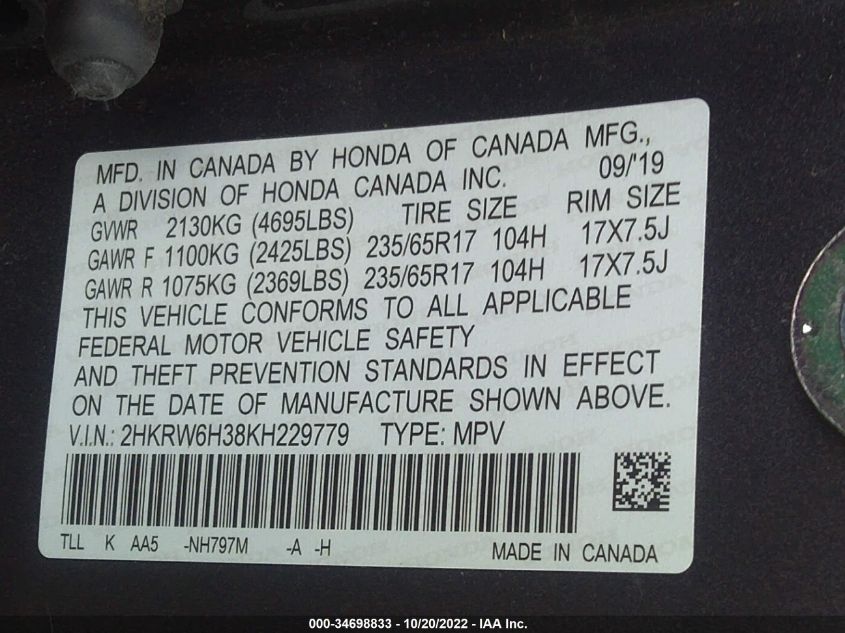 MFD. IN CANADA BY HONDA OF CANADA MFG.,
A DIVISION OF HONDA CANADA INC. 09/'19
GVWR 2130KG (4695LBS) TIRE SIZE RIM SIZE
GAWR F 1100KG (2425LBS) 235/65R17 104H 17X7.5J
GAWR R 1075KG (2369LBS) 235/65R17 104H 17X7.5J
THIS VEHICLE CONFORMS TO ALL APPLICABLE
FEDERAL MOTOR VEHICLE SAFETY
AND THEFT PREVENTION STANDARDS IN EFFECT
ON THE DATE OF MANUFACTURE SHOWN ABOVE.
V.I.N.: 2HKRW6H38KH229779 TYPE: MPV
TLL K AA5 -NH797M -A -H MADE IN CANADA
000-34698833 - 10/20/2022 - IAA Inc.